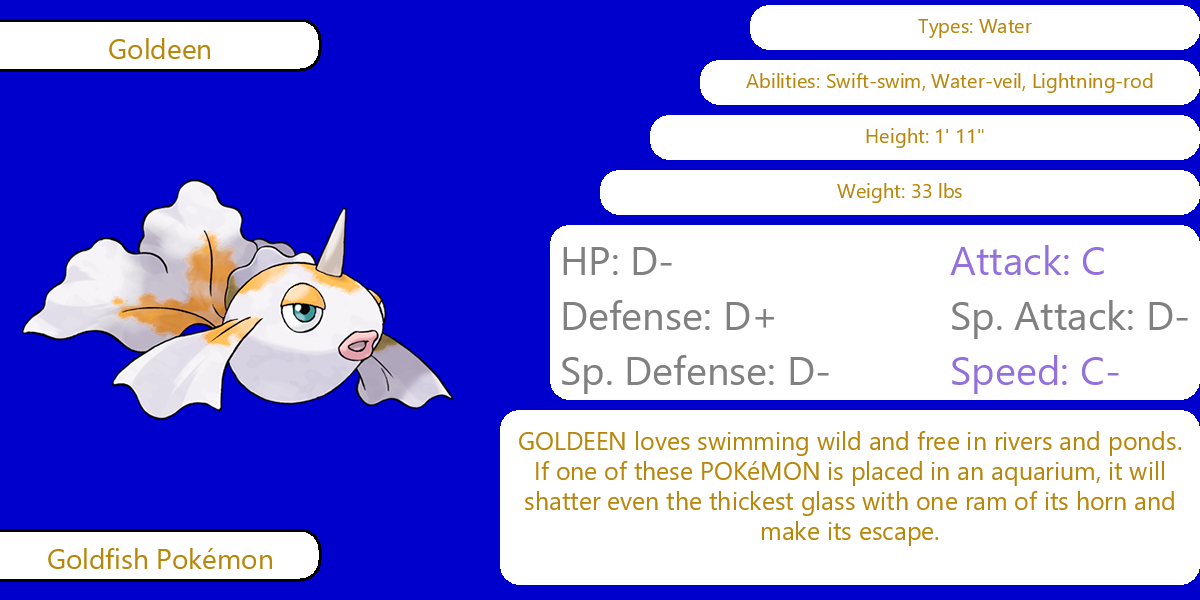 Goldeen
Types: Water
Abilities: Swift-swim, Water-veil, Lightning-rod
Height: 1' 11"
Weight: 33 lbs
HP: D-
Attack: C
Defense: D+
Sp. Attack: D-
Sp. Defense: D-
Speed: C-
GOLDEEN loves swimming wild and free in rivers and ponds.
If one of these POKéMON is placed in an aquarium, it will
shatter even the thickest glass with one ram of its horn and
make its escape.
Goldfish Pokémon